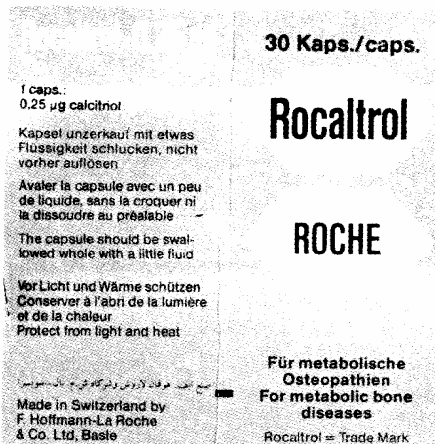 1 caps.:
0.25 µg calcitriol
Kapsel unzerkaut mit etwas
Flüssigkeit schlucken, nicht
vorher auflösen
Avaler la capsule avec un peu
de liquide, sans la croquer ni
la dissoudre au préalable
The capsule should be swal-
lowed whole with a little fluid
Vor Licht und Wärme schützen
Conserver à l'abri de la lumière
et de la chaleur
Protect from light and heat
Made in Switzerland by
F. Hoffmann-La Roche
& Co. Ltd, Basle
30 Kaps./caps.
Rocaltrol
ROCHE
Für metabolische
Osteopathien
For metabolic bone
diseases
Rocaltrol = Trade Mark